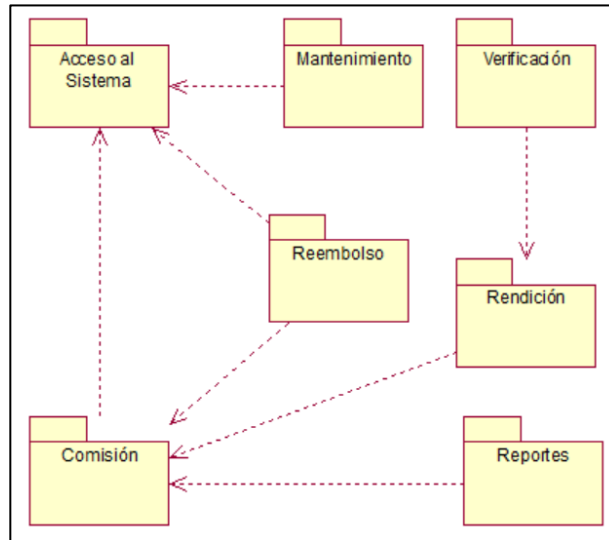 Acceso al
Sistema
Mantenimiento
Verificación
Reembolso
Rendición
Comisión
Reportes